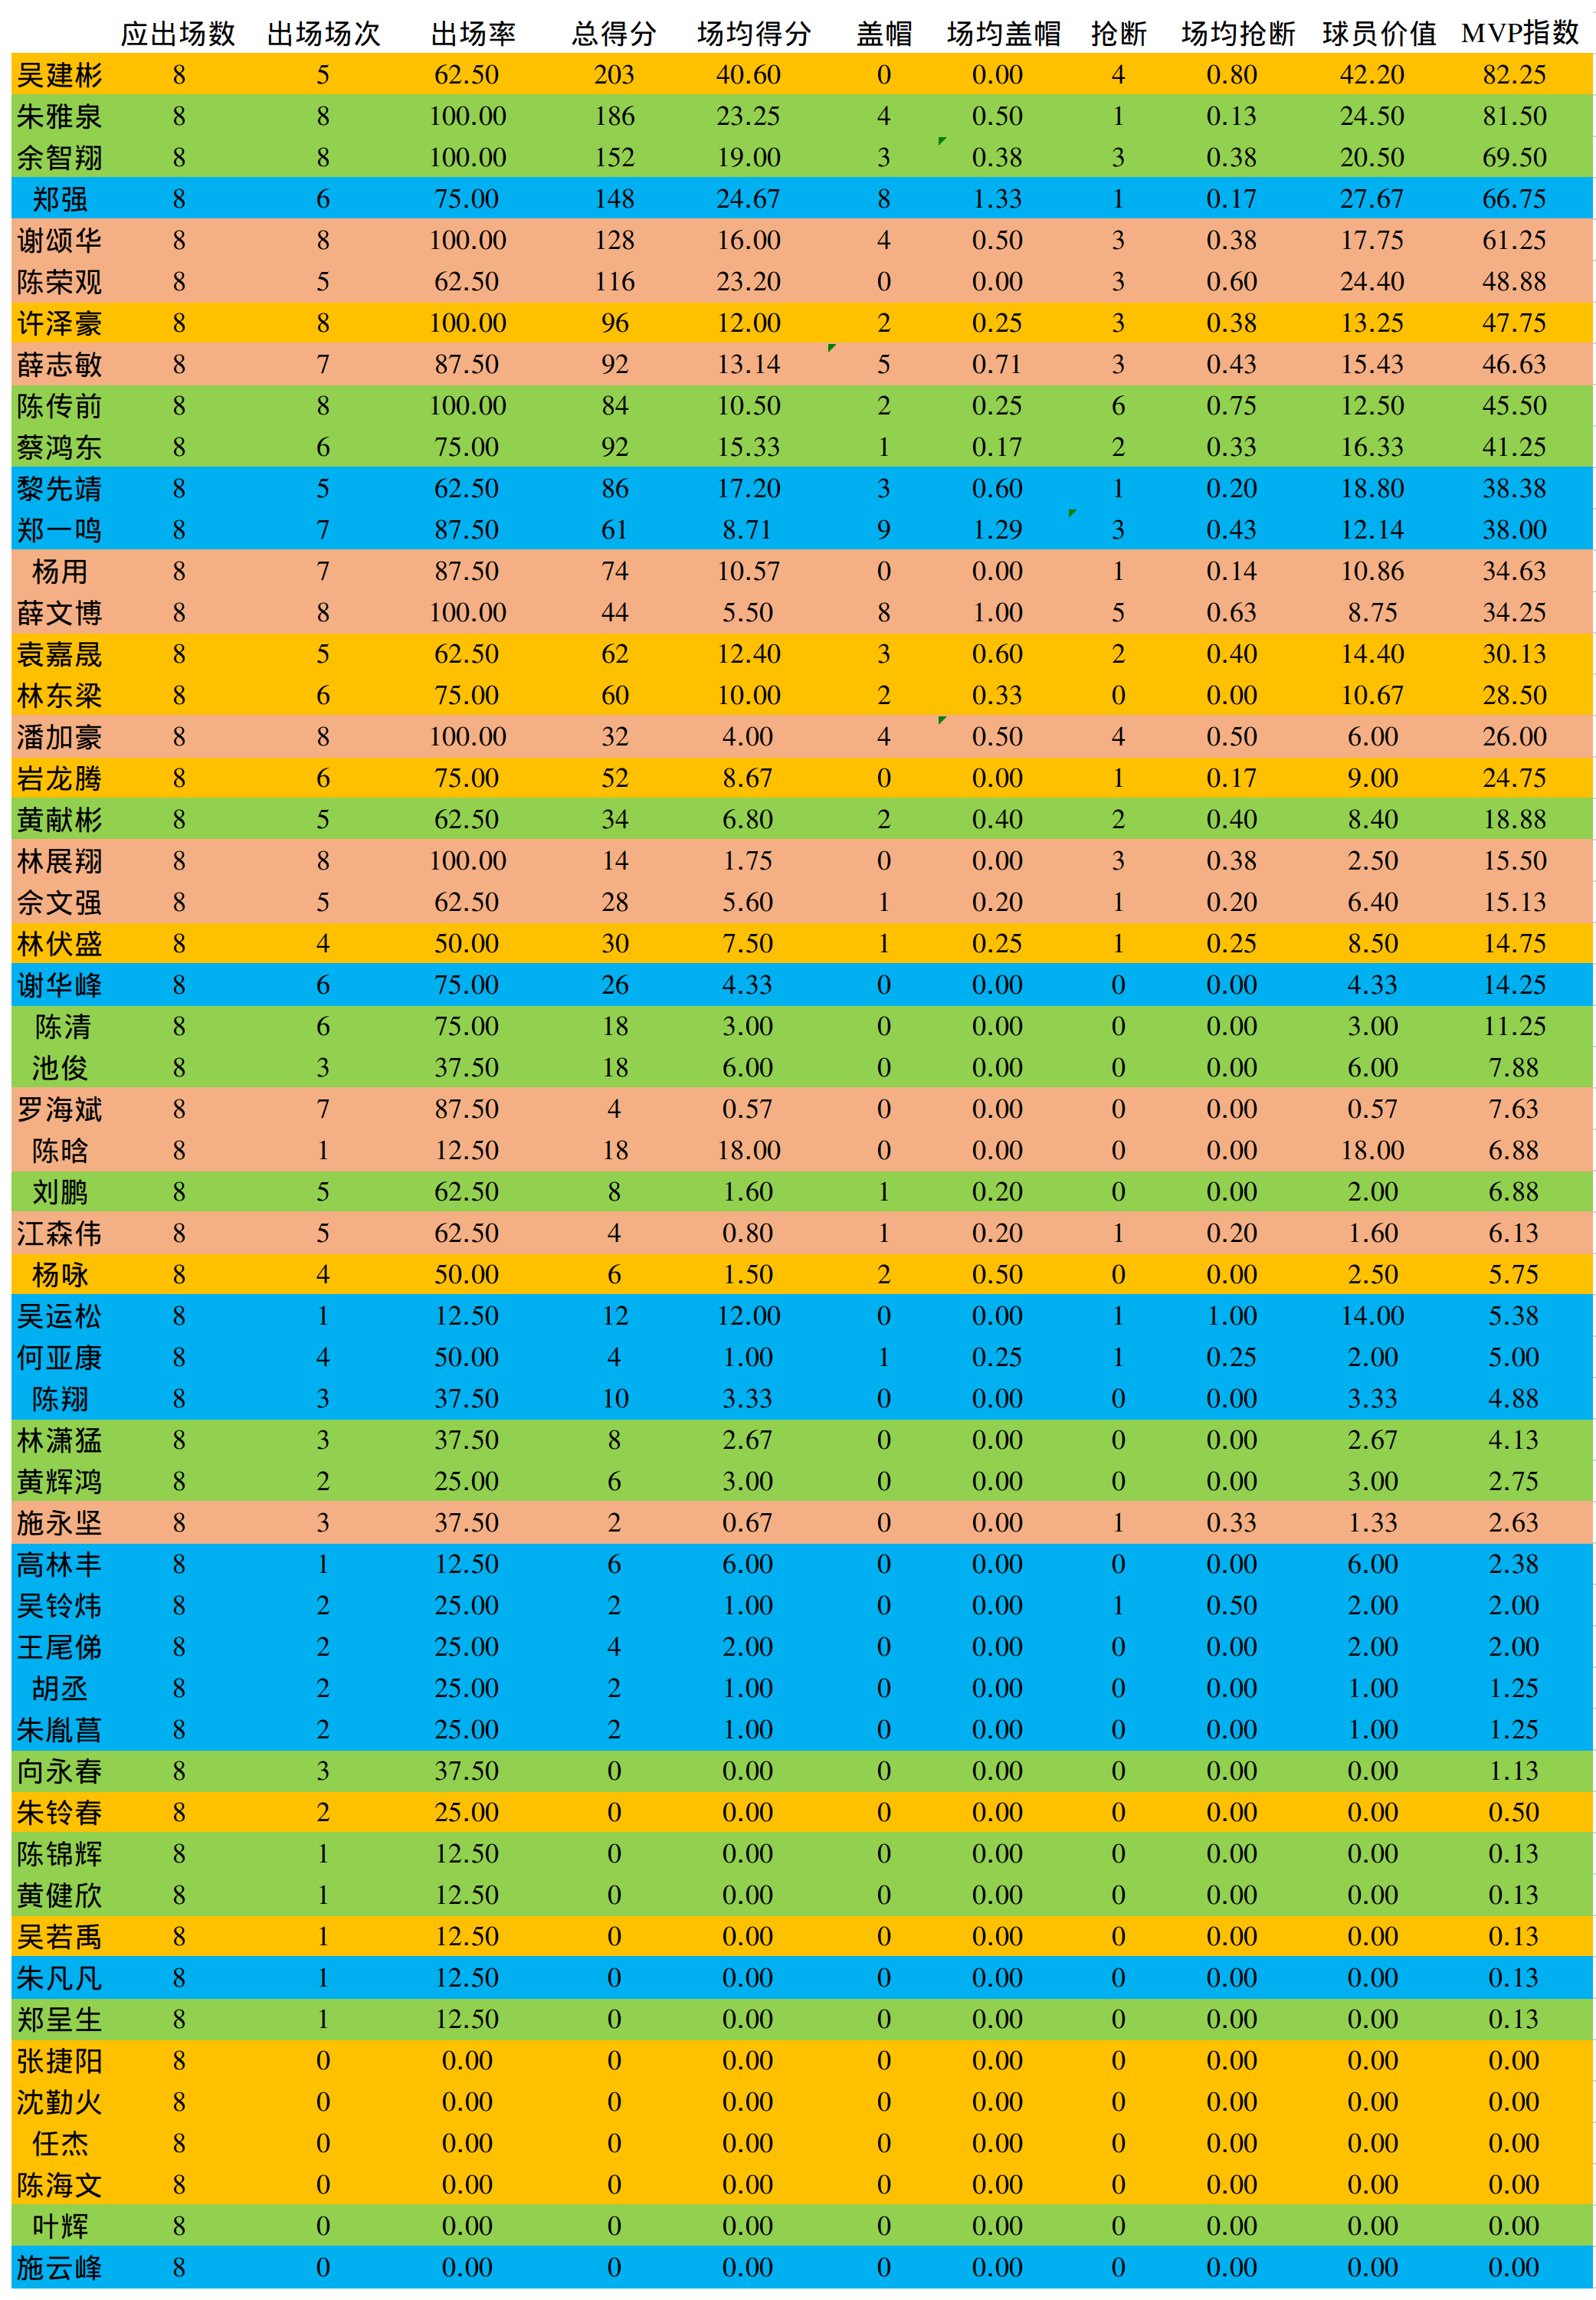 应出场数 出场场次 出场率 总得分 场均得分 盖帽 场均盖帽 抢断 场均抢断 球员价值 MVP指数
吴建彬 8 5 62.50 203 40.60 0 0.00 4 0.80 42.20 82.25
朱雅泉 8 8 100.00 186 23.25 4 0.50 1 0.13 24.50 81.50
余智翔 8 8 100.00 152 19.00 3 0.38 3 0.38 20.50 69.50
郑强 8 6 75.00 148 24.67 8 1.33 1 0.17 27.67 66.75
谢颂华 8 8 100.00 128 16.00 4 0.50 3 0.38 17.75 61.25
陈荣观 8 5 62.50 116 23.20 0 0.00 3 0.60 24.40 48.88
许泽豪 8 8 100.00 96 12.00 2 0.25 3 0.38 13.25 47.75
薛志敏 8 7 87.50 92 13.14 5 0.71 3 0.43 15.43 46.63
陈传前 8 8 100.00 84 10.50 2 0.25 6 0.75 12.50 45.50
蔡鸿东 8 6 75.00 92 15.33 1 0.17 2 0.33 16.33 41.25
黎先靖 8 5 62.50 86 17.20 3 0.60 1 0.20 18.80 38.38
郑一鸣 8 7 87.50 61 8.71 9 1.29 3 0.43 12.14 38.00
杨用 8 7 87.50 74 10.57 0 0.00 1 0.14 10.86 34.63
薛文博 8 8 100.00 44 5.50 8 1.00 5 0.63 8.75 34.25
袁嘉晟 8 5 62.50 62 12.40 3 0.60 2 0.40 14.40 30.13
林东梁 8 6 75.00 60 10.00 2 0.33 0 0.00 10.67 28.50
潘加豪 8 8 100.00 32 4.00 4 0.50 4 0.50 6.00 26.00
岩龙腾 8 6 75.00 52 8.67 0 0.00 1 0.17 9.00 24.75
黄献彬 8 5 62.50 34 6.80 2 0.40 2 0.40 8.40 18.88
林展翔 8 8 100.00 14 1.75 0 0.00 3 0.38 2.50 15.50
佘文强 8 5 62.50 28 5.60 1 0.20 1 0.20 6.40 15.13
林伏盛 8 4 50.00 30 7.50 1 0.25 1 0.25 8.50 14.75
谢华峰 8 6 75.00 26 4.33 0 0.00 0 0.00 4.33 14.25
陈清 8 6 75.00 18 3.00 0 0.00 0 0.00 3.00 11.25
池俊 8 3 37.50 18 6.00 0 0.00 0 0.00 6.00 7.88
罗海斌 8 7 87.50 4 0.57 0 0.00 0 0.00 0.57 7.63
陈晗 8 1 12.50 18 18.00 0 0.00 0 0.00 18.00 6.88
刘鹏 8 5 62.50 8 1.60 1 0.20 0 0.00 2.00 6.88
江森伟 8 5 62.50 4 0.80 1 0.20 1 0.20 1.60 6.13
杨咏 8 4 50.00 6 1.50 2 0.50 0 0.00 2.50 5.75
吴运松 8 1 12.50 12 12.00 0 0.00 1 1.00 14.00 5.38
何亚康 8 4 50.00 4 1.00 1 0.25 1 0.25 2.00 5.00
陈翔 8 3 37.50 10 3.33 0 0.00 0 0.00 3.33 4.88
林潇猛 8 3 37.50 8 2.67 0 0.00 0 0.00 2.67 4.13
黄辉鸿 8 2 25.00 6 3.00 0 0.00 0 0.00 3.00 2.75
施永坚 8 3 37.50 2 0.67 0 0.00 1 0.33 1.33 2.63
高林丰 8 1 12.50 6 6.00 0 0.00 0 0.00 6.00 2.38
吴铃炜 8 2 25.00 2 1.00 0 0.00 1 0.50 2.00 2.00
王尾俤 8 2 25.00 4 2.00 0 0.00 0 0.00 2.00 2.00
胡丞 8 2 25.00 2 1.00 0 0.00 0 0.00 1.00 1.25
朱胤菖 8 2 25.00 2 1.00 0 0.00 0 0.00 1.00 1.25
向永春 8 3 37.50 0 0.00 0 0.00 0 0.00 0.00 1.13
朱铃春 8 2 25.00 0 0.00 0 0.00 0 0.00 0.00 0.50
陈锦辉 8 1 12.50 0 0.00 0 0.00 0 0.00 0.00 0.13
黄健欣 8 1 12.50 0 0.00 0 0.00 0 0.00 0.00 0.13
吴若禹 8 1 12.50 0 0.00 0 0.00 0 0.00 0.00 0.13
朱凡凡 8 1 12.50 0 0.00 0 0.00 0 0.00 0.00 0.13
郑呈生 8 1 12.50 0 0.00 0 0.00 0 0.00 0.00 0.13
张捷阳 8 0 0.00 0 0.00 0 0.00 0 0.00 0.00 0.00
沈勤火 8 0 0.00 0 0.00 0 0.00 0 0.00 0.00 0.00
任杰 8 0 0.00 0 0.00 0 0.00 0 0.00 0.00 0.00
陈海文 8 0 0.00 0 0.00 0 0.00 0 0.00 0.00 0.00
叶辉 8 0 0.00 0 0.00 0 0.00 0 0.00 0.00 0.00
施云峰 8 0 0.00 0 0.00 0 0.00 0 0.00 0.00 0.00